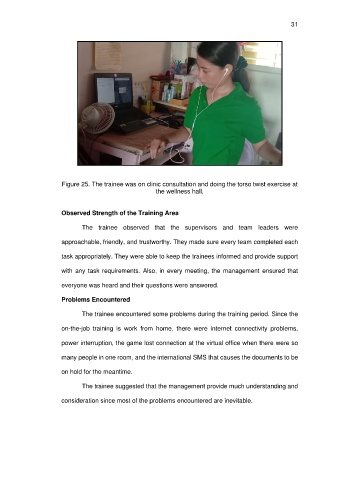 31
Figure 25. The trainee was on clinic consultation and doing the torso twist exercise at
the wellness hall.
Observed Strength of the Training Area
The trainee observed that the supervisors and team leaders were
approachable, friendly, and trustworthy. They made sure every team completed each
task appropriately. They were able to keep the trainees informed and provide support
with any task requirements. Also, in every meeting, the management ensured that
everyone was heard and their questions were answered.
Problems Encountered
The trainee encountered some problems during the training period. Since the
on-the-job training is work from home, there were internet connectivity problems,
power interruption, the game lost connection at the virtual office when there were so
many people in one room, and the international SMS that causes the documents to be
on hold for the meantime.
The trainee suggested that the management provide much understanding and
consideration since most of the problems encountered are inevitable.